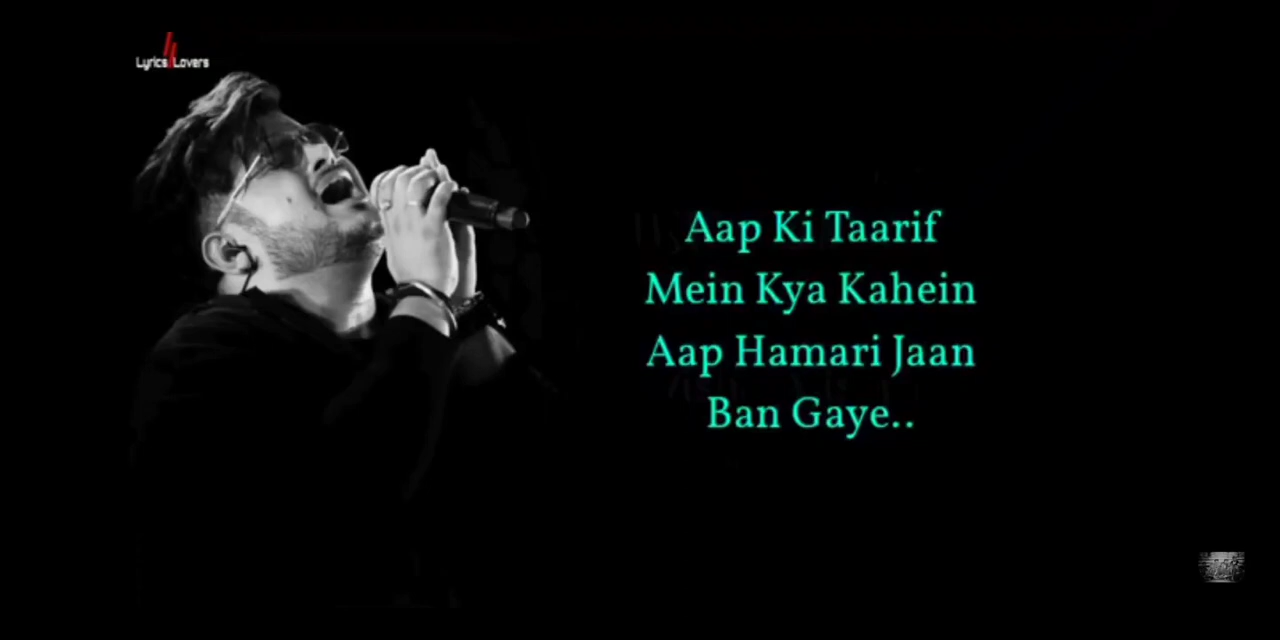 Lyrics Lovers
Aap Ki Taarif
Mein Kya Kahein
Aap Hamari Jaan
Ban Gaye..